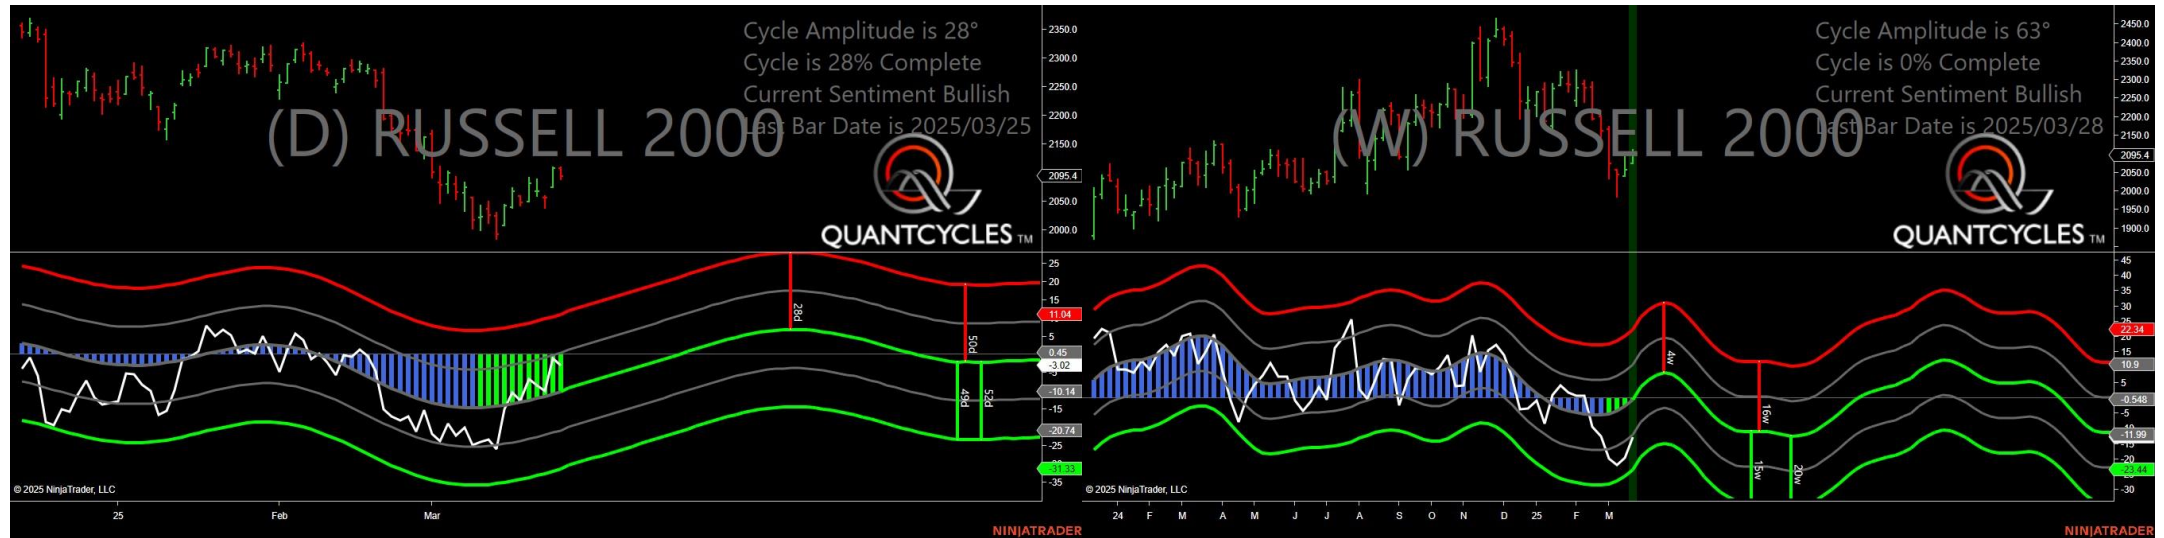 Cycle Amplitude is 28°
Cycle is 28% Complete
Current Sentiment Bullish
Last Bar Date is 2025/03/25
(D) RUSSELL 2000
QUANTCYCLES TM
2350.0
2300.0
2250.0
2200.0
2150.0
2095.4
2050.0
2000.0
25
20
15
11.04
5
0.45
-3.02
-10.14
-15
-20.74
-25
-31.33
-35
28d
50d
49d
52d
© 2025 NinjaTrader, LLC
25
Feb
Mar
NINJATRADER
Cycle Amplitude is 63°
Cycle is 0% Complete
Current Sentiment Bullish
Last Bar Date is 2025/03/28
(W) RUSSELL 2000
QUANTCYCLES TM
2450.0
2400.0
2350.0
2300.0
2250.0
2200.0
2150.0
2095.4
2050.0
2000.0
1950.0
1900.0
45
40
35
30
22.34
15
10.9
5
-0.548
-5
-11.99
-20
-23.44
-30
4w
16w
15w
20w
© 2025 NinjaTrader, LLC
24
F
M
A
M
J
J
A
S
O
N
D
25
F
M
NINJATRADER